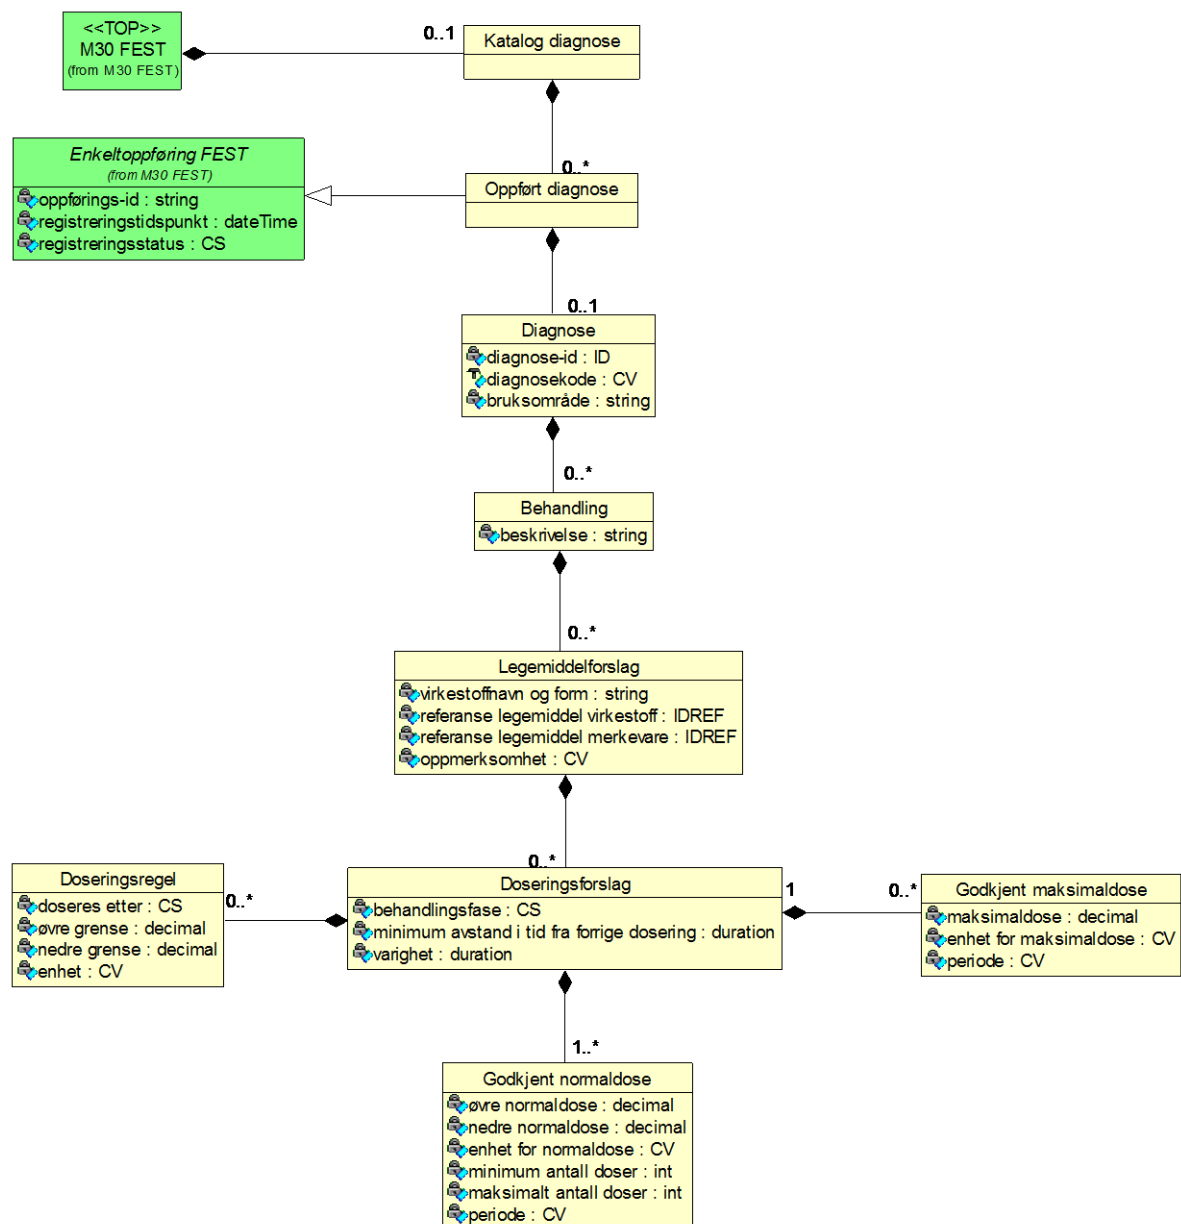 <<TOP>>
M30 FEST
(from M30 FEST)
0..1
Katalog diagnose
Enkeltoppføring FEST
(from M30 FEST)
oppførings-id : string
registreringstidspunkt : dateTime
registreringsstatus : CS
0..*
Oppført diagnose
0..1
Diagnose
diagnose-id : ID
diagnosekode : CV
bruksområde : string
0..*
Behandling
beskrivelse : string
0..*
Legemiddelforslag
virkestoffnavn og form : string
referanse legemiddel virkestoff : IDREF
referanse legemiddel merkevare : IDREF
oppmerksomhet : CV
0..*
Doseringsregel
doseres etter : CS
øvre grense : decimal
nedre grense : decimal
enhet : CV
0..*
Doseringsforslag
behandlingsfase : CS
minimum avstand i tid fra forrige dosering : duration
varighet : duration
1
0..*
Godkjent maksimaldose
maksimaldose : decimal
enhet for maksimaldose : CV
periode : CV
1..*
Godkjent normaldose
øvre normaldose : decimal
nedre normaldose : decimal
enhet for normaldose : CV
minimum antall doser : int
maksimalt antall doser : int
periode : CV